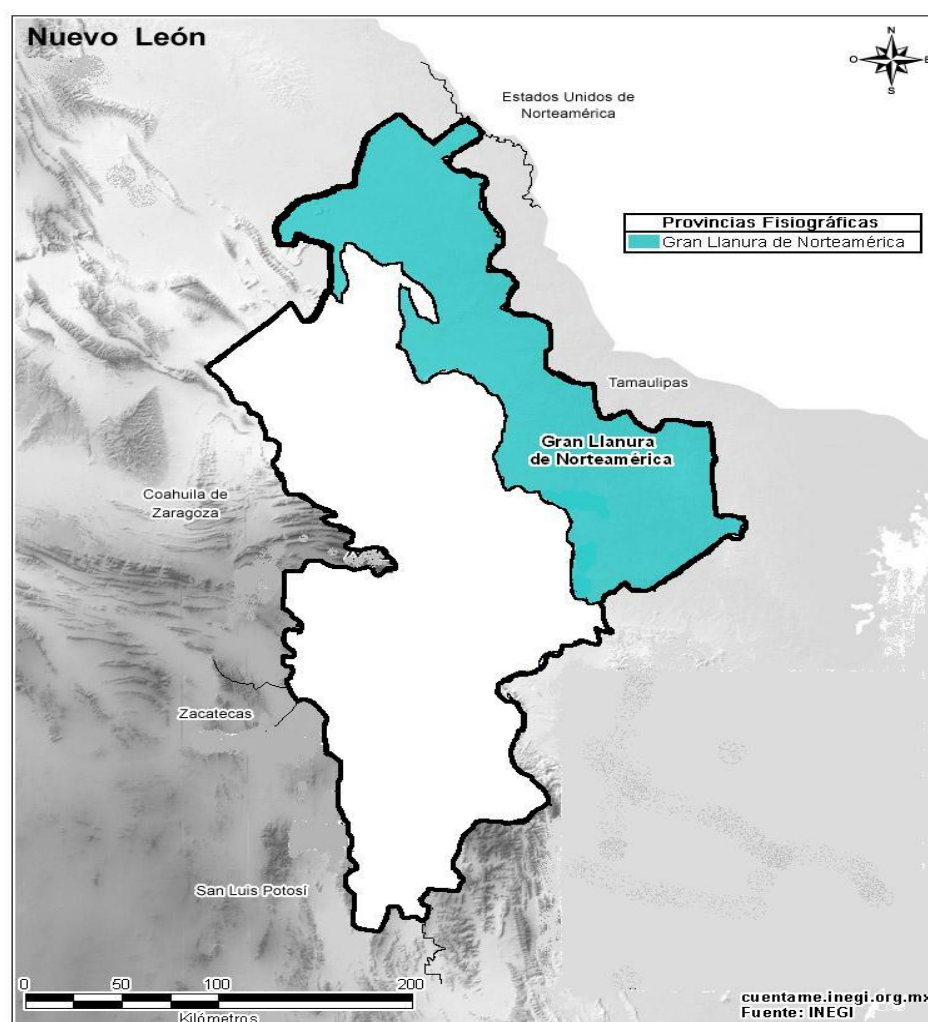 Nuevo León
N
O
E
S
Estados Unidos de
Norteamérica
Provincias Fisiográficas
Gran Llanura de Norteamérica
Tamaulipas
Gran Llanura
de Norteamérica
Coahuila de
Zaragoza
Zacatecas
San Luis Potosí
0 50 100 200
Kilómetros
cuentame.inegi.org.mx
Fuente: INEGI